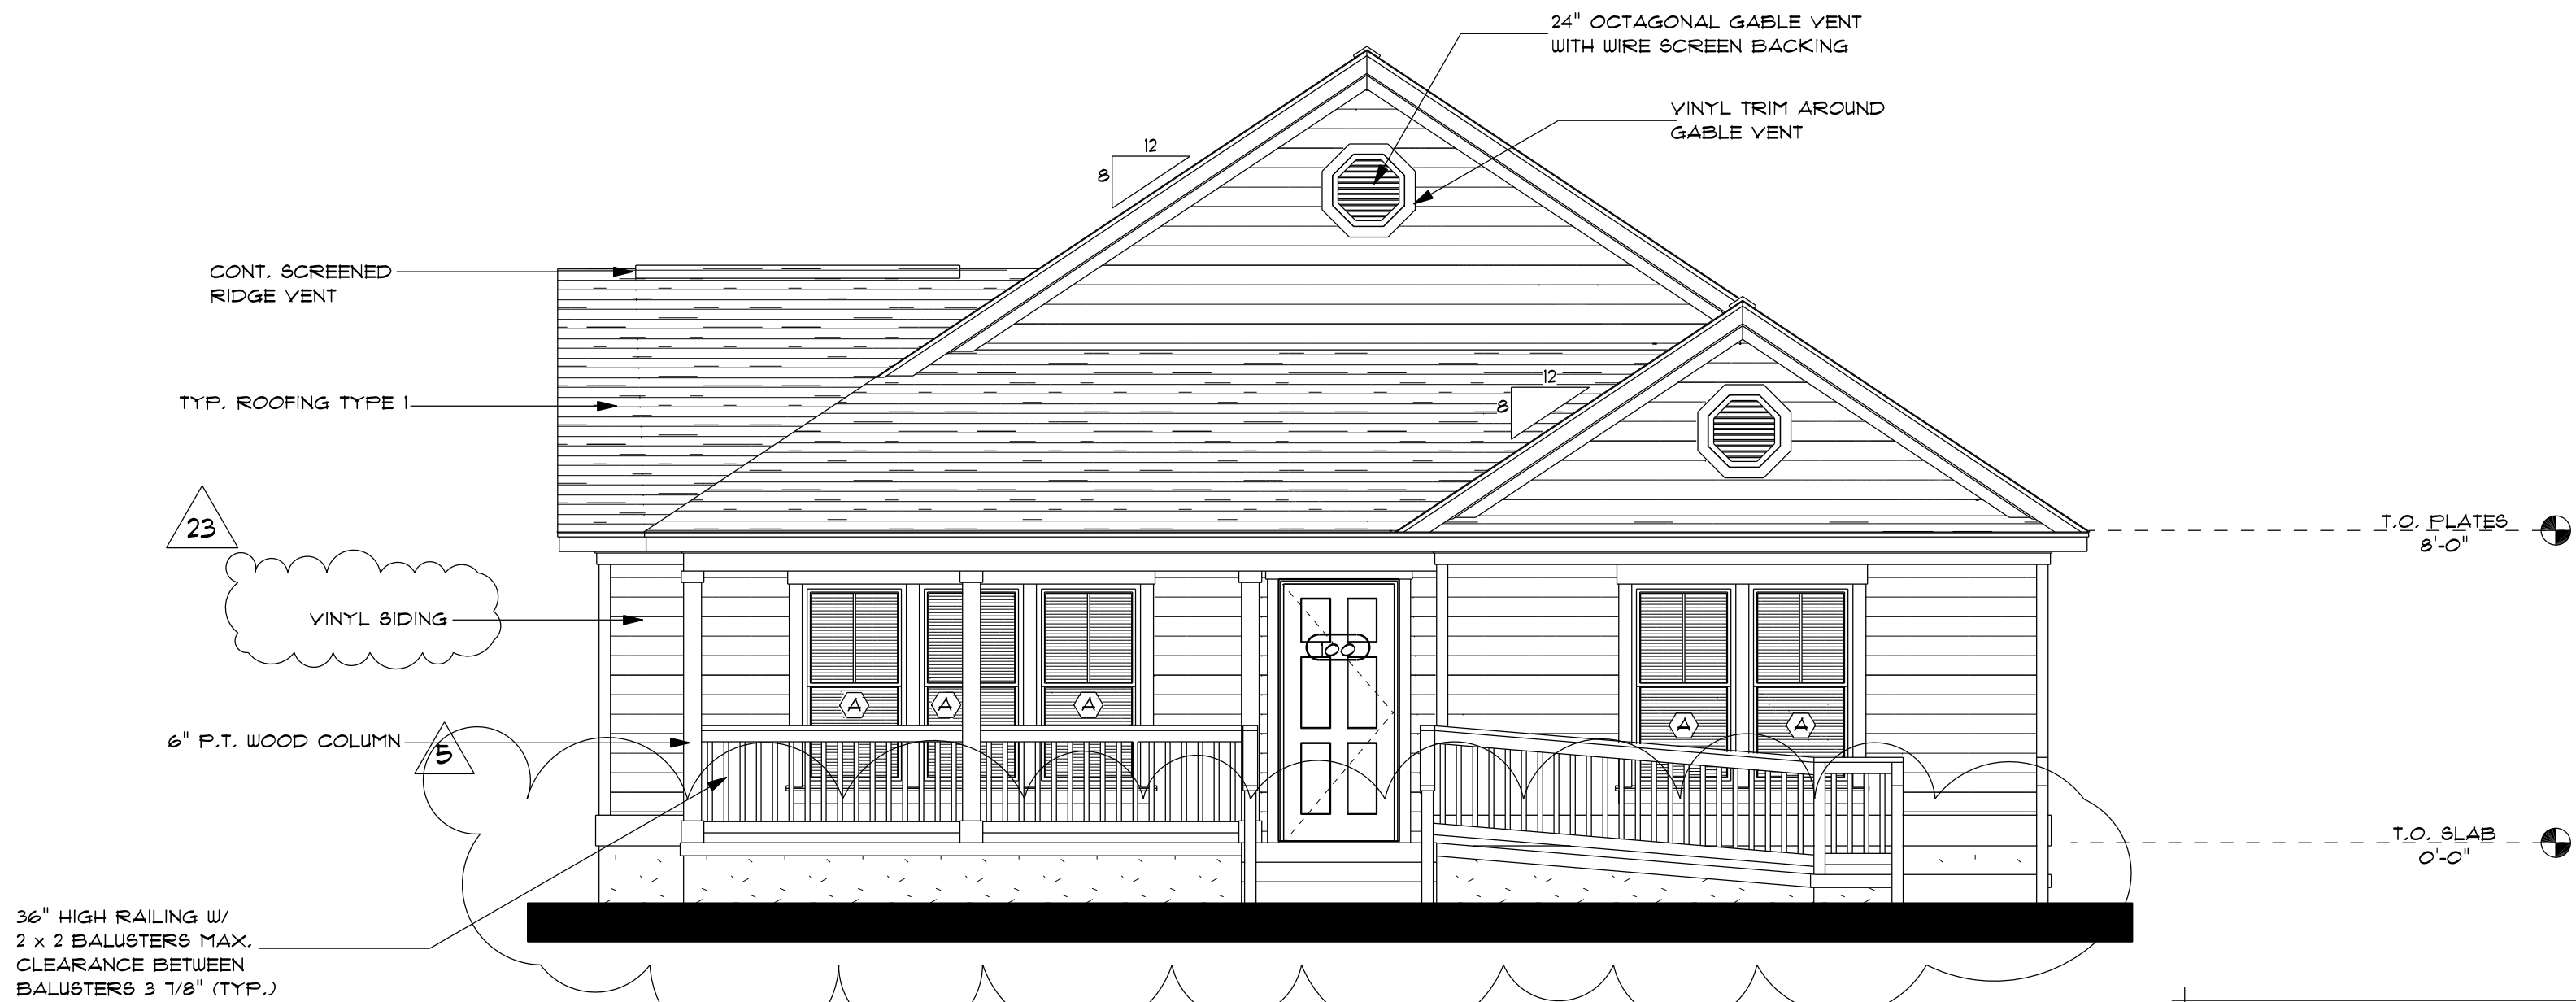 24" OCTAGONAL GABLE VENT
WITH WIRE SCREEN BACKING
VINYL TRIM AROUND
GABLE VENT
12
8
CONT. SCREENED
RIDGE VENT
12
8
TYP. ROOFING TYPE 1
23
T.O. PLATES
8'-0"
VINYL SIDING
100
A
A
A
A
A
6" P.T. WOOD COLUMN
5
T.O. SLAB
0'-0"
36" HIGH RAILING W/
2 x 2 BALUSTERS MAX.
CLEARANCE BETWEEN
BALUSTERS 3 7/8" (TYP.)